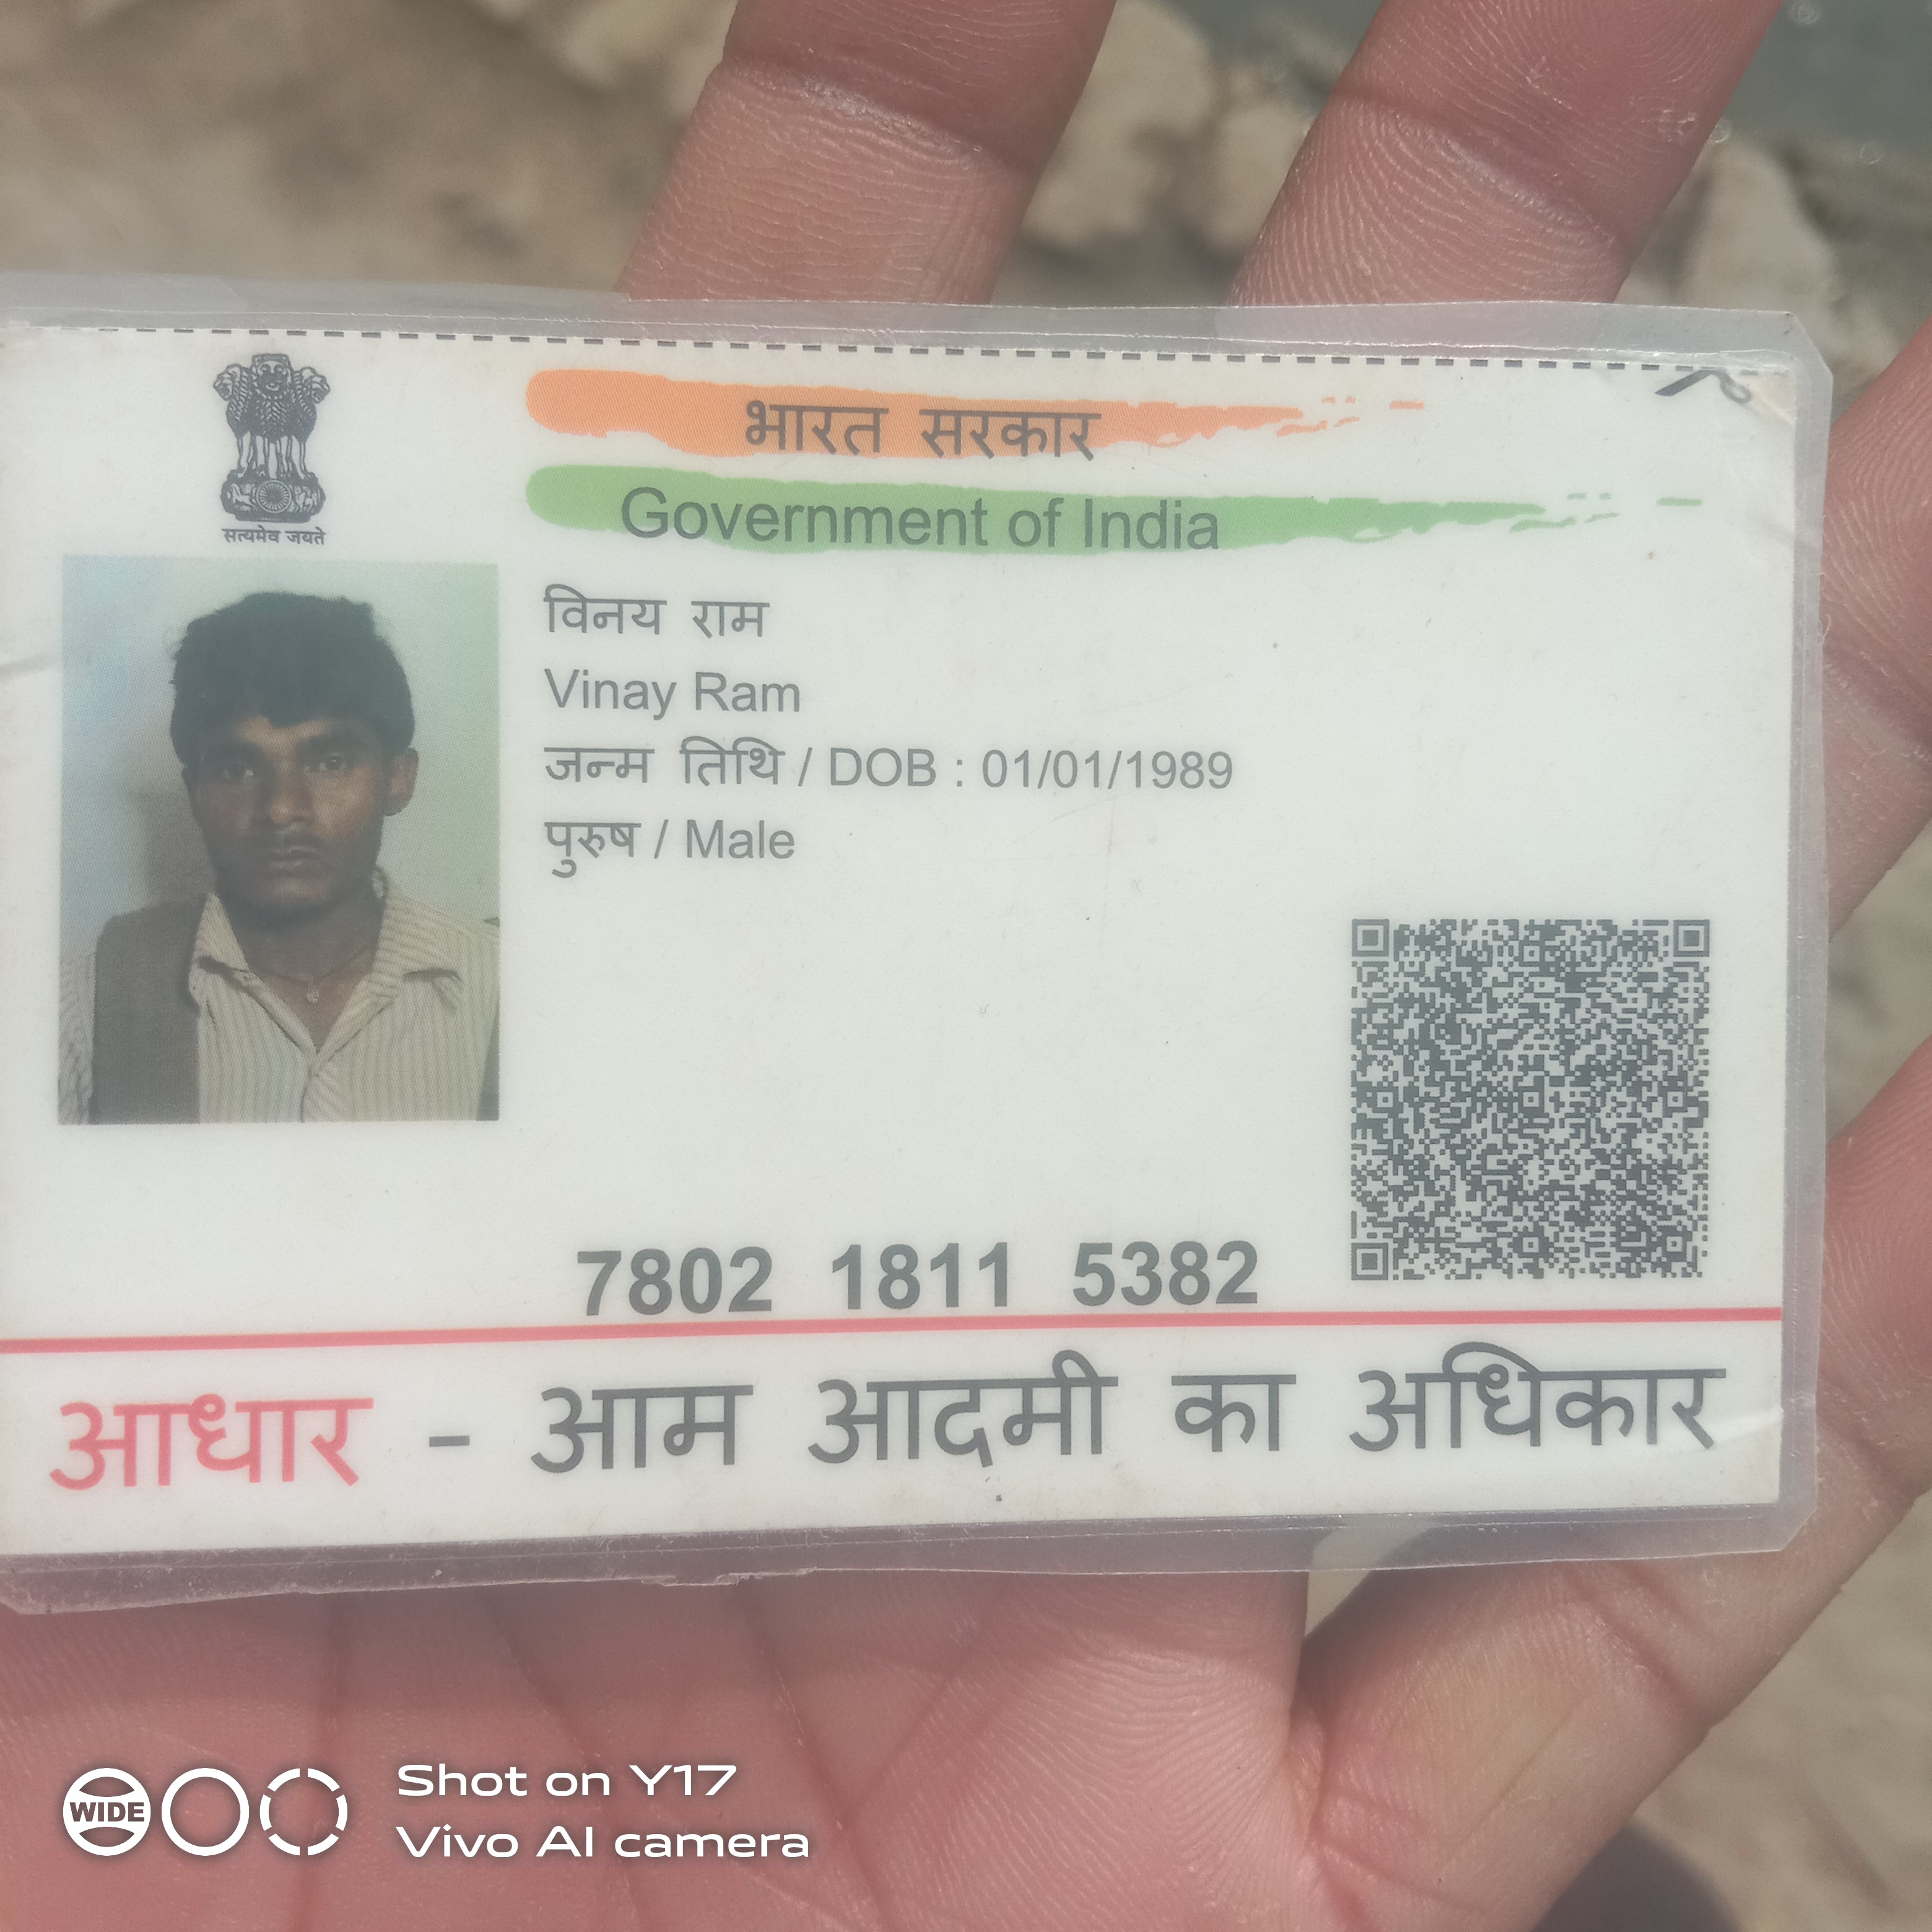 सत्यमेव जयते
भारत सरकार
Government of India
विनय राम
Vinay Ram
जन्म तिथि / DOB : 01/01/1989
पुरुष / Male
7802 1811 5382
आधार - आम आदमी का अधिकार
WIDE
Shot on Y17
Vivo AI camera